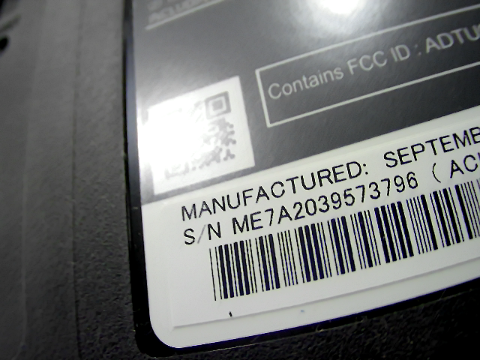 Contains FCC ID : ADTU
MANUFACTURED: SEPTEMB
S/N ME7A2039573796 ( AC